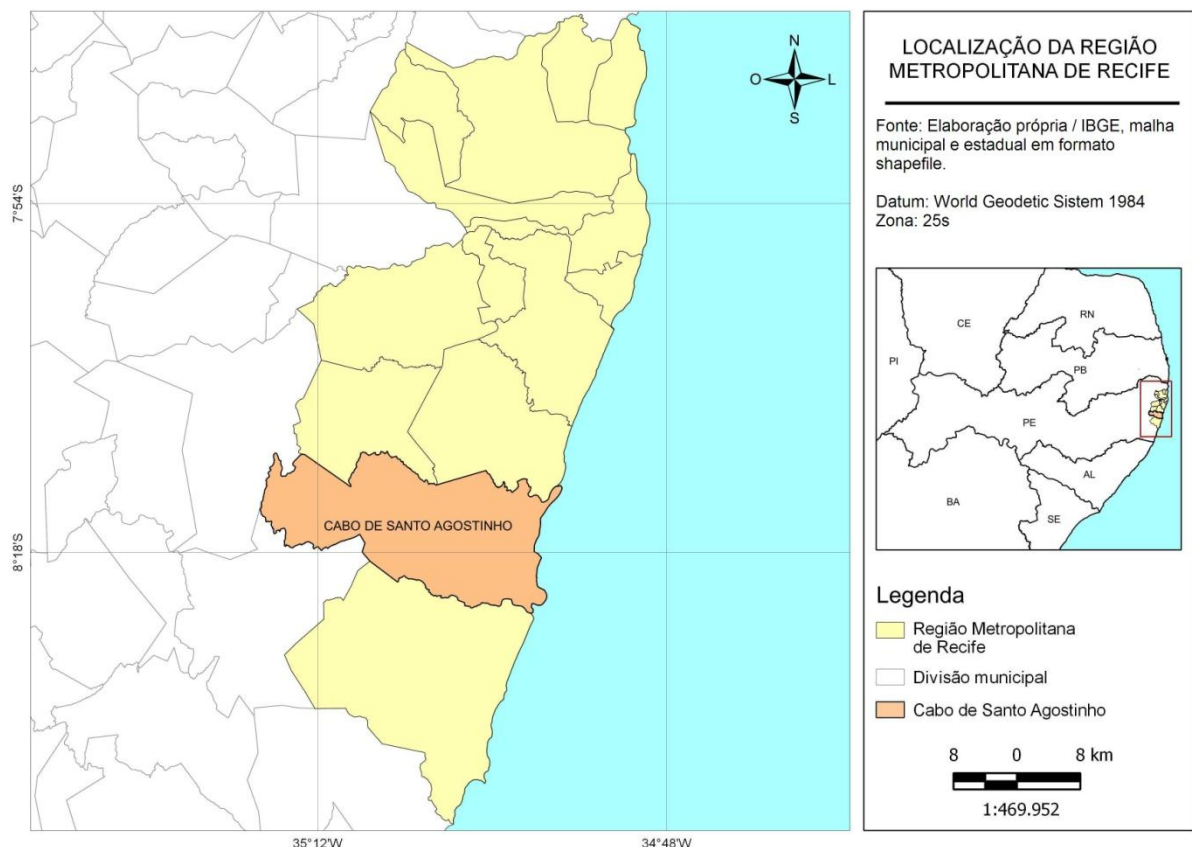 N
O
L
S
7°54'S
8°18'S
CABO DE SANTO AGOSTINHO
35°12'W
34°48'W
LOCALIZAÇÃO DA REGIÃO
METROPOLITANA DE RECIFE
Fonte: Elaboração própria / IBGE, malha
municipal e estadual em formato
shapefile.
Datum: World Geodetic Sistem 1984
Zona: 25s
CE
RN
PI
PB
PE
AL
BA
SE
Legenda
Região Metropolitana
de Recife
Divisão municipal
Cabo de Santo Agostinho
8 0 8 km
1:469.952